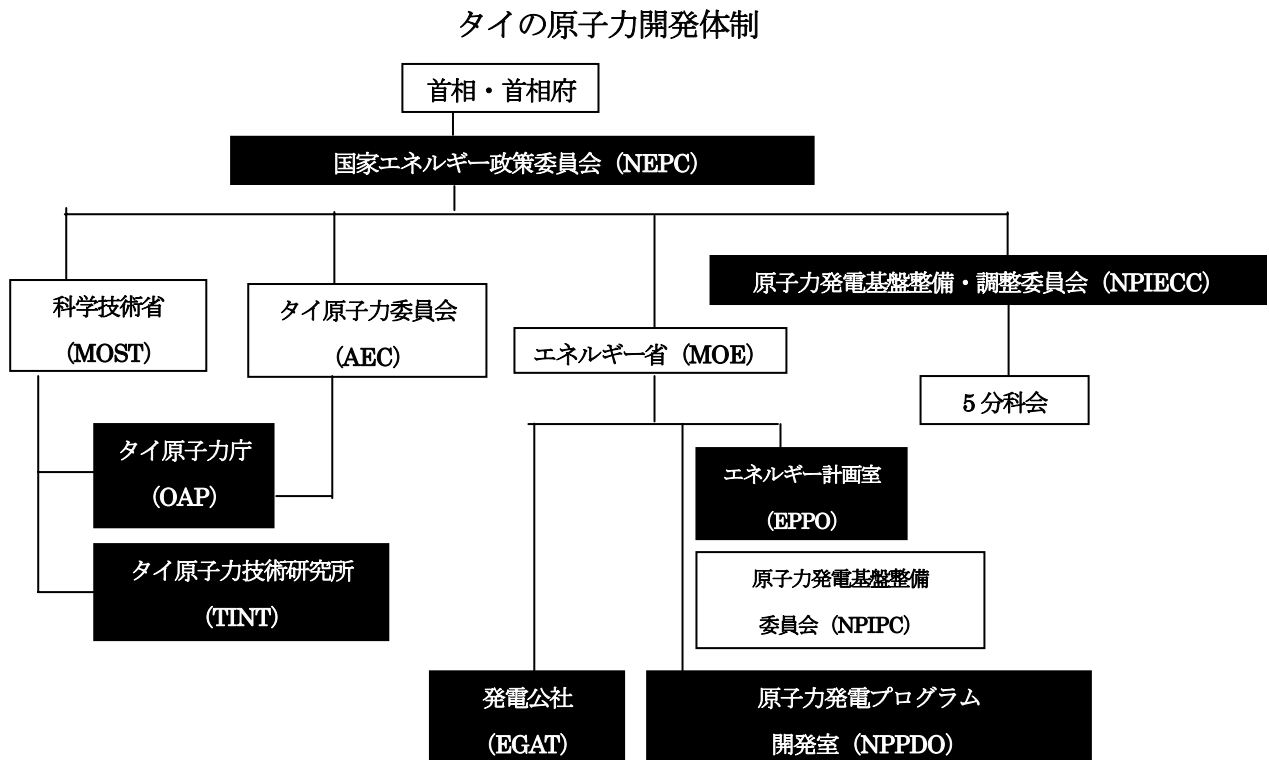 タイの原子力開発体制
首相・首相府
国家エネルギー政策委員会（NEPC）
原子力発電基盤整備・調整委員会（NPIECC）
科学技術省
（MOST）
タイ原子力委員会
（AEC）
エネルギー省（MOE）
5 分科会
タイ原子力庁
（OAP）
エネルギー計画室
（EPPO）
タイ原子力技術研究所
（TINT）
原子力発電基盤整備
委員会（NPIPC）
発電公社
（EGAT）
原子力発電プログラム
開発室（NPPDO）